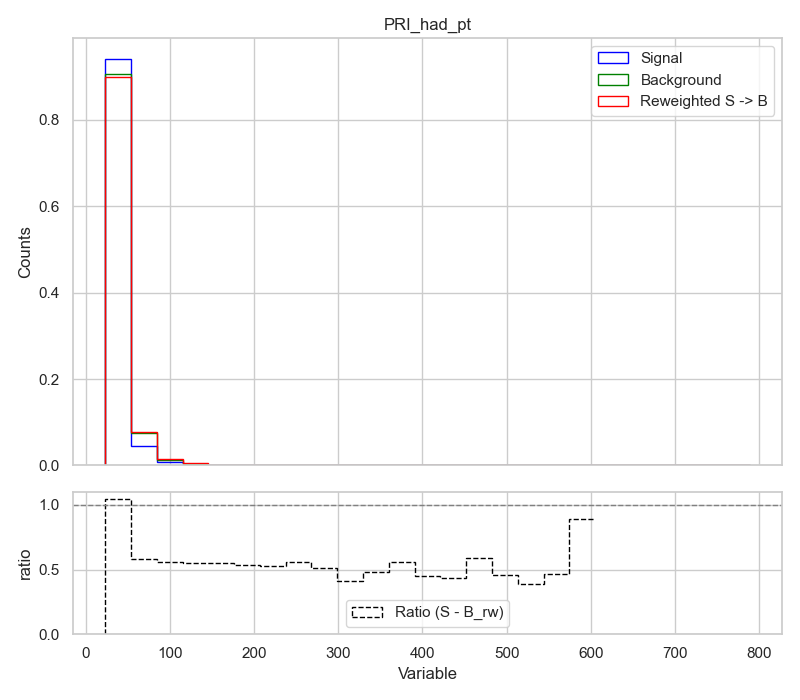 PRI_had_pt
Signal
Background
Reweighted S -> B
Counts
0.8
0.6
0.4
0.2
0.0
ratio
1.0
0.5
0.0
Ratio (S - B_rw)
0 100 200 300 400 500 600 700 800
Variable